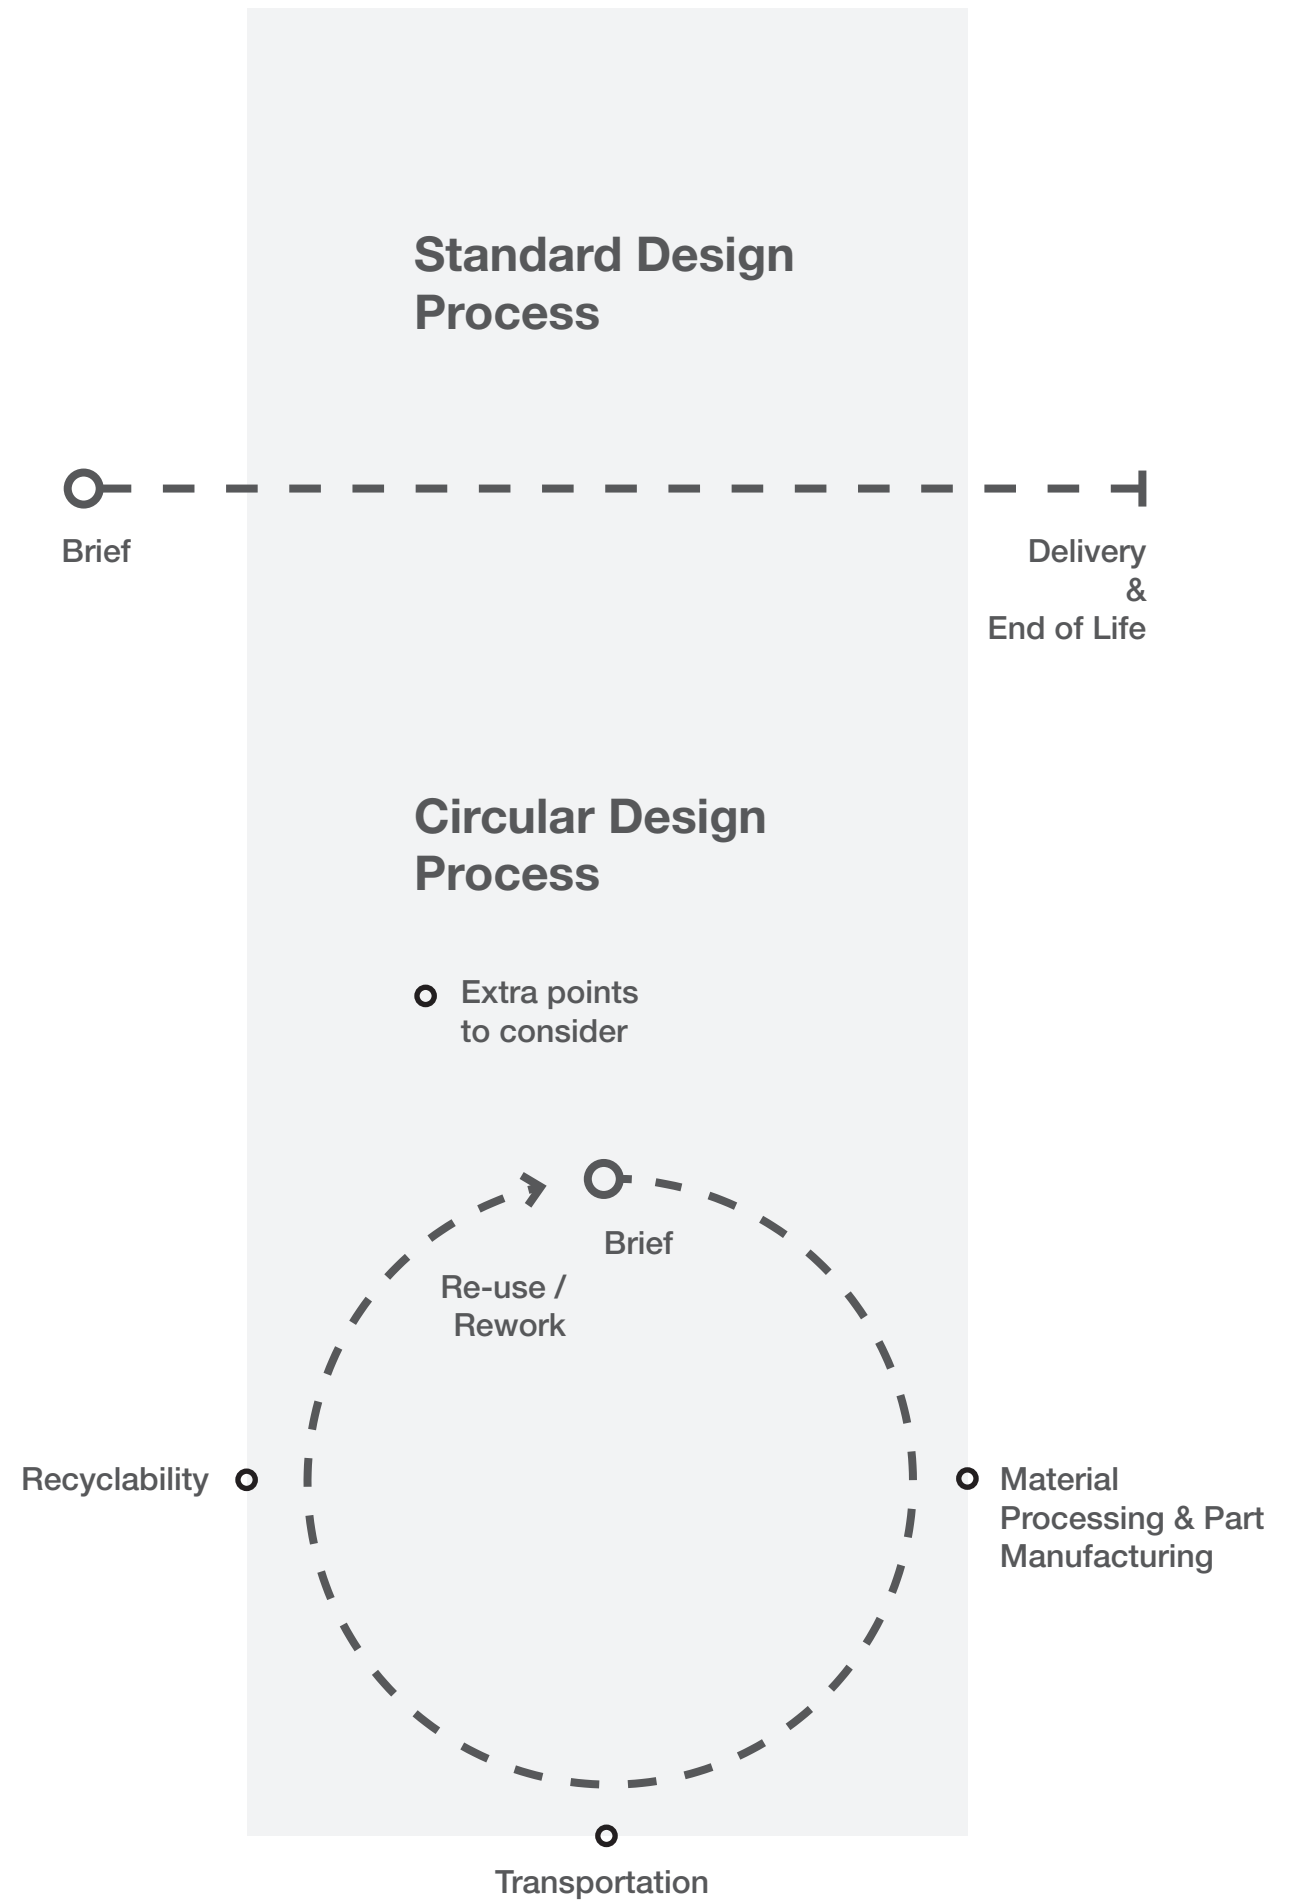 Standard Design
Process
Brief
Delivery
&
End of Life
Circular Design
Process
Extra points
to consider
Brief
Re-use /
Rework
Recyclability
Material
Processing & Part
Manufacturing
Transportation